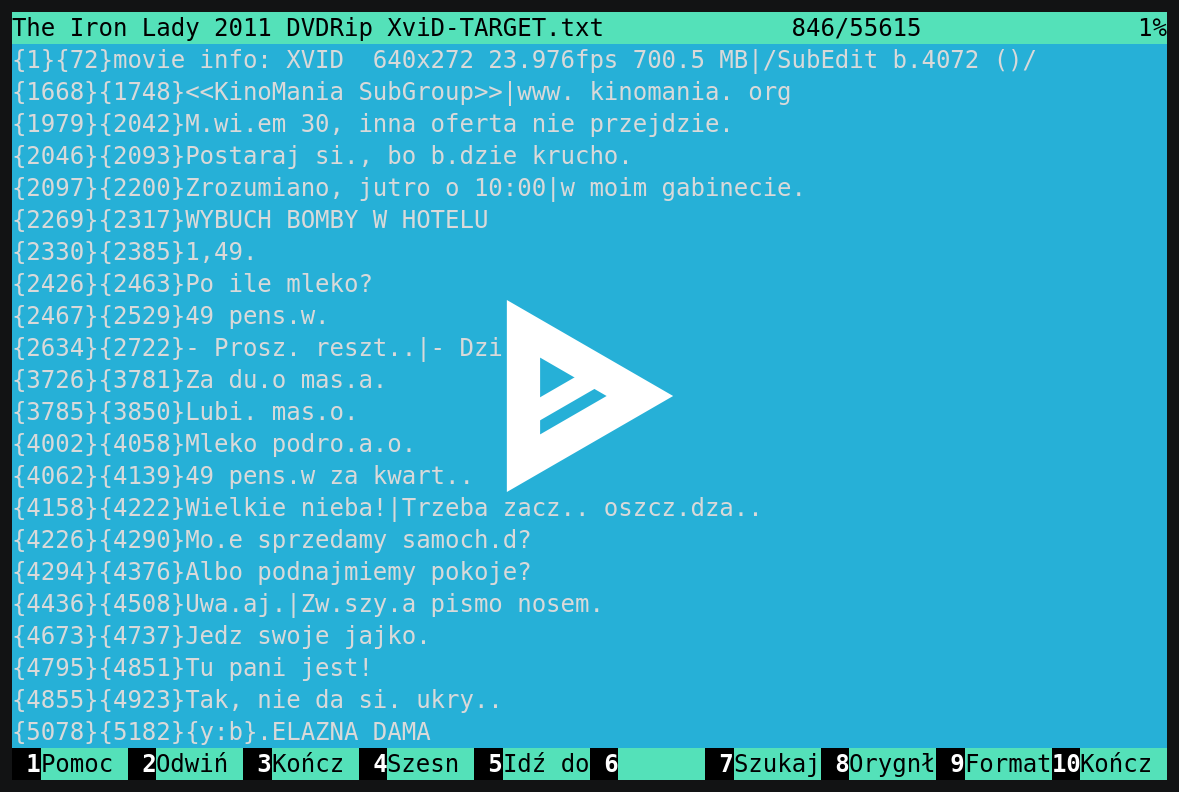 The Iron Lady 2011 DVDRip XviD-TARGET.txt 846/55615 1%
{1}{72}movie info: XVID  640x272 23.976fps 700.5 MB|/SubEdit b.4072 ()/
{1668}{1748}<<KinoMania SubGroup>>|www. kinomania. org
{1979}{2042}M.wi.em 30, inna oferta nie przejdzie.
{2046}{2093}Postaraj si., bo b.dzie krucho.
{2097}{2200}Zrozumiano, jutro o 10:00|w moim gabinecie.
{2269}{2317}WYBUCH BOMBY W HOTELU
{2330}{2385}1,49.
{2426}{2463}Po ile mleko?
{2467}{2529}49 pens.w.
{2634}{2722}- Prosz. reszt..|- Dzi
{3726}{3781}Za du.o mas.a.
{3785}{3850}Lubi. mas.o.
{4002}{4058}Mleko podro.a.o.
{4062}{4139}49 pens.w za kwart..
{4158}{4222}Wielkie nieba!|Trzeba zacz.. oszcz.dza..
{4226}{4290}Mo.e sprzedamy samoch.d?
{4294}{4376}Albo podnajmiemy pokoje?
{4436}{4508}Uwa.aj.|Zw.szy.a pismo nosem.
{4673}{4737}Jedz swoje jajko.
{4795}{4851}Tu pani jest!
{4855}{4923}Tak, nie da si. ukry..
{5078}{5182}{y:b}.ELAZNA DAMA
1Pomoc 2Odwiń 3Kończ 4Szesn 5Idź do 6 7Szukaj 8Orygnł 9Format 10Kończ